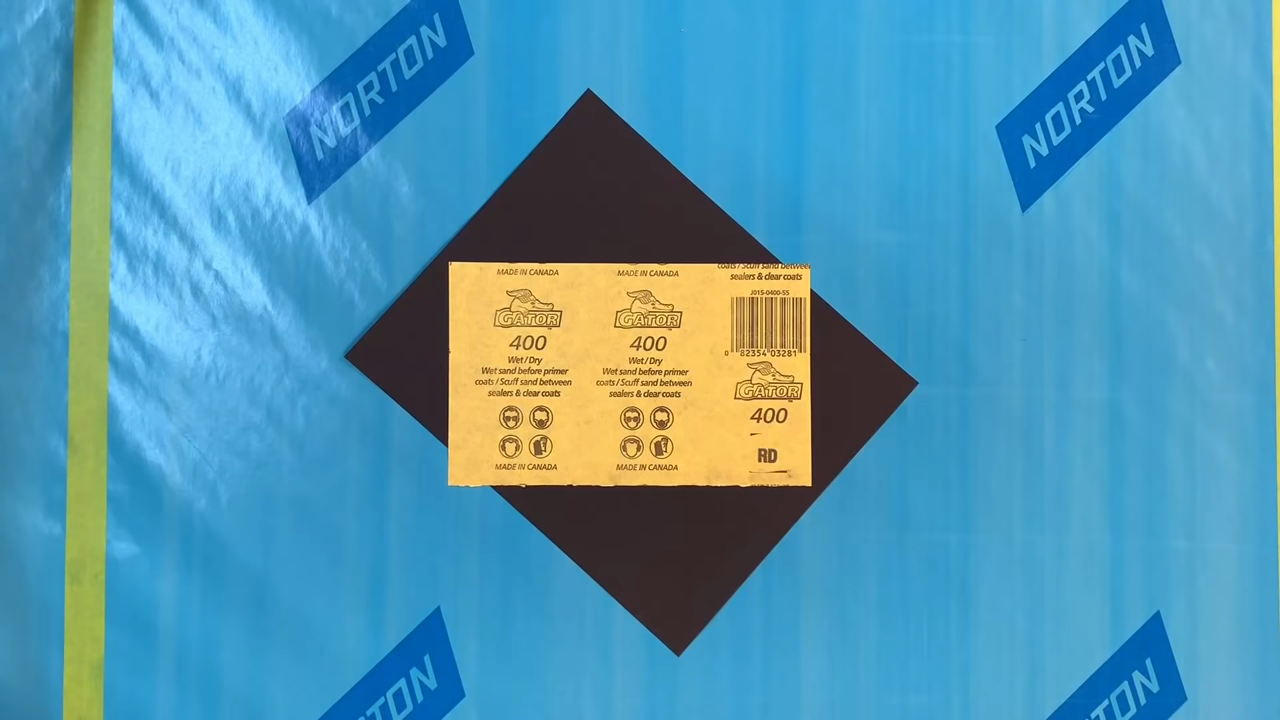 NORTON
NORTON
MADE IN CANADA
MADE IN CANADA
coats / Scuff sand between
sealers & clear coats
GATOR
400
Wet / Dry
Wet sand before primer
coats / Scuff sand between
sealers & clear coats
MADE IN CANADA
GATOR
400
Wet / Dry
Wet sand before primer
coats / Scuff sand between
sealers & clear coats
MADE IN CANADA
J015-0400-55
0 82354 03281
GATOR
400
RD
TON
TON